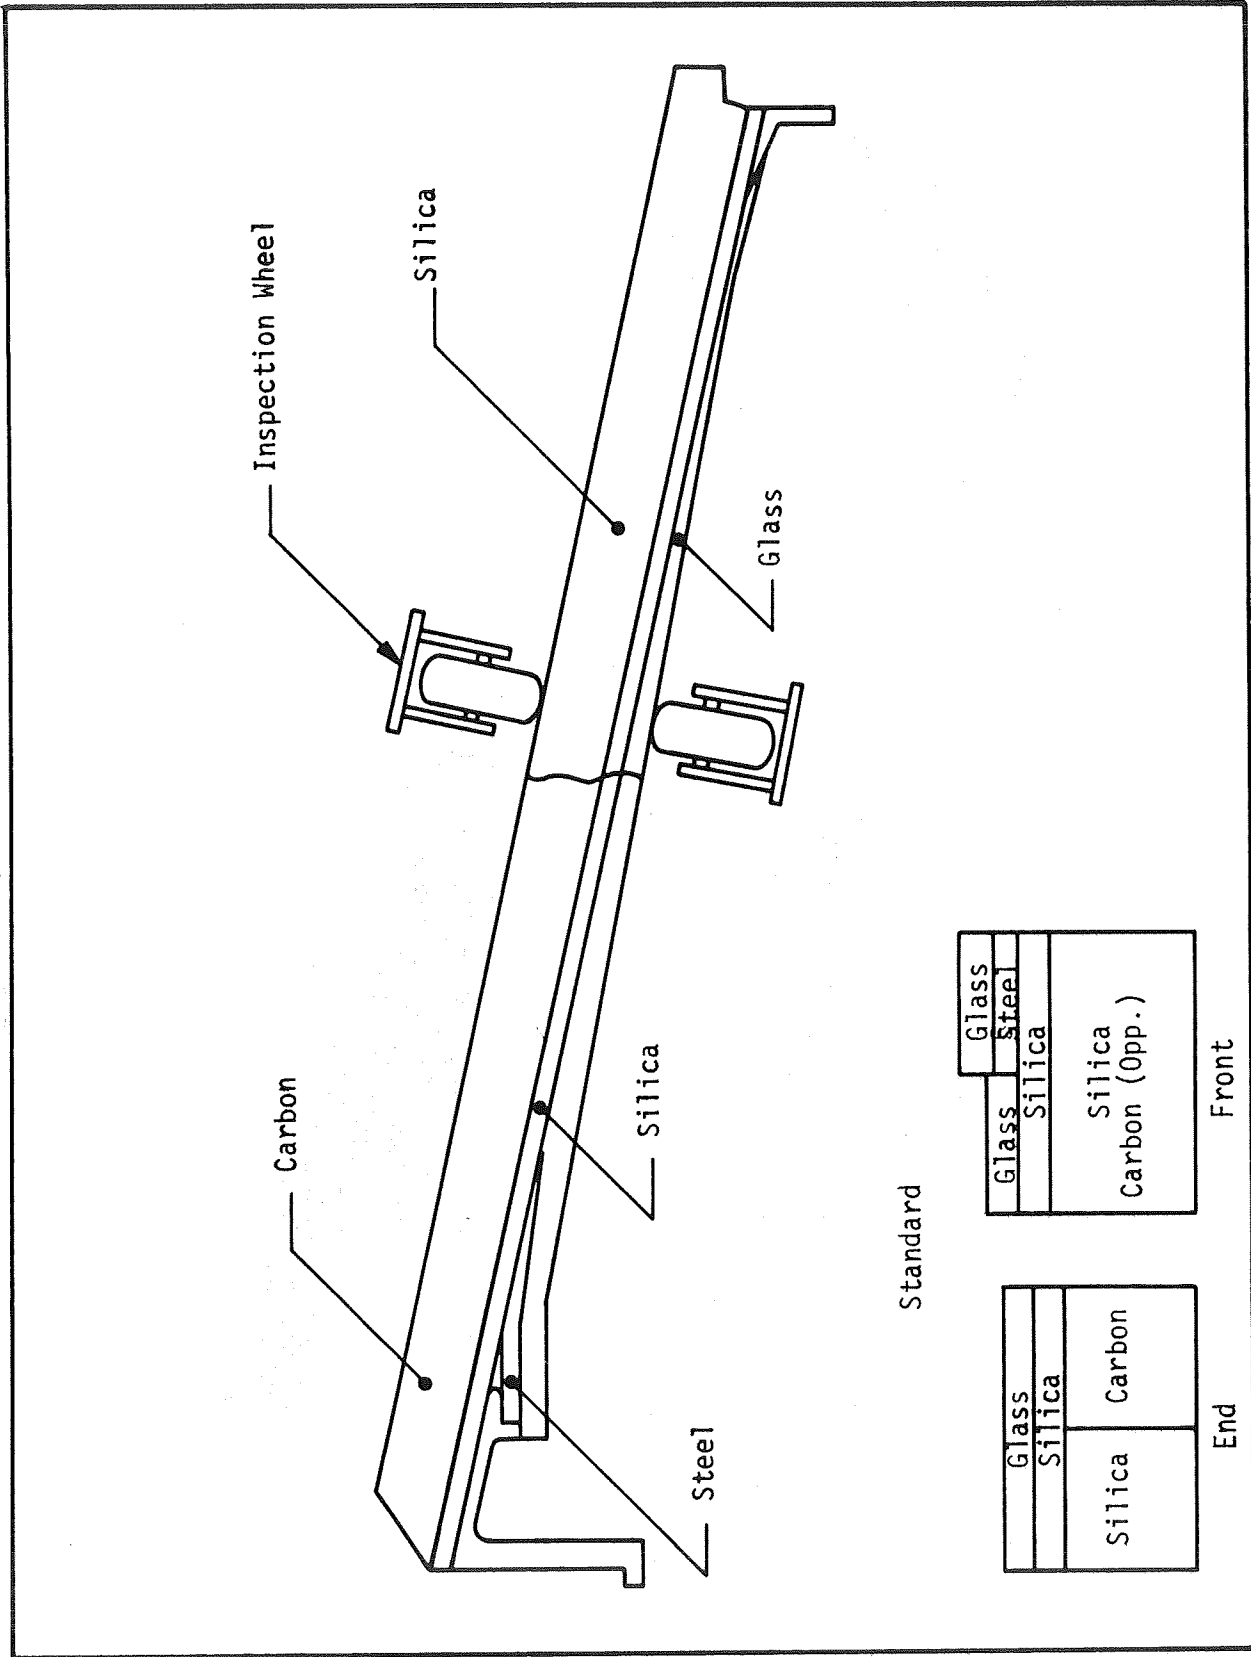 Inspection Wheel
Silica
Carbon
Glass
Silica
Steel
Standard
Glass
Silica
Silica Carbon
End
Glass
Glass
Steel
Silica
Silica
Carbon (Opp.)
Front